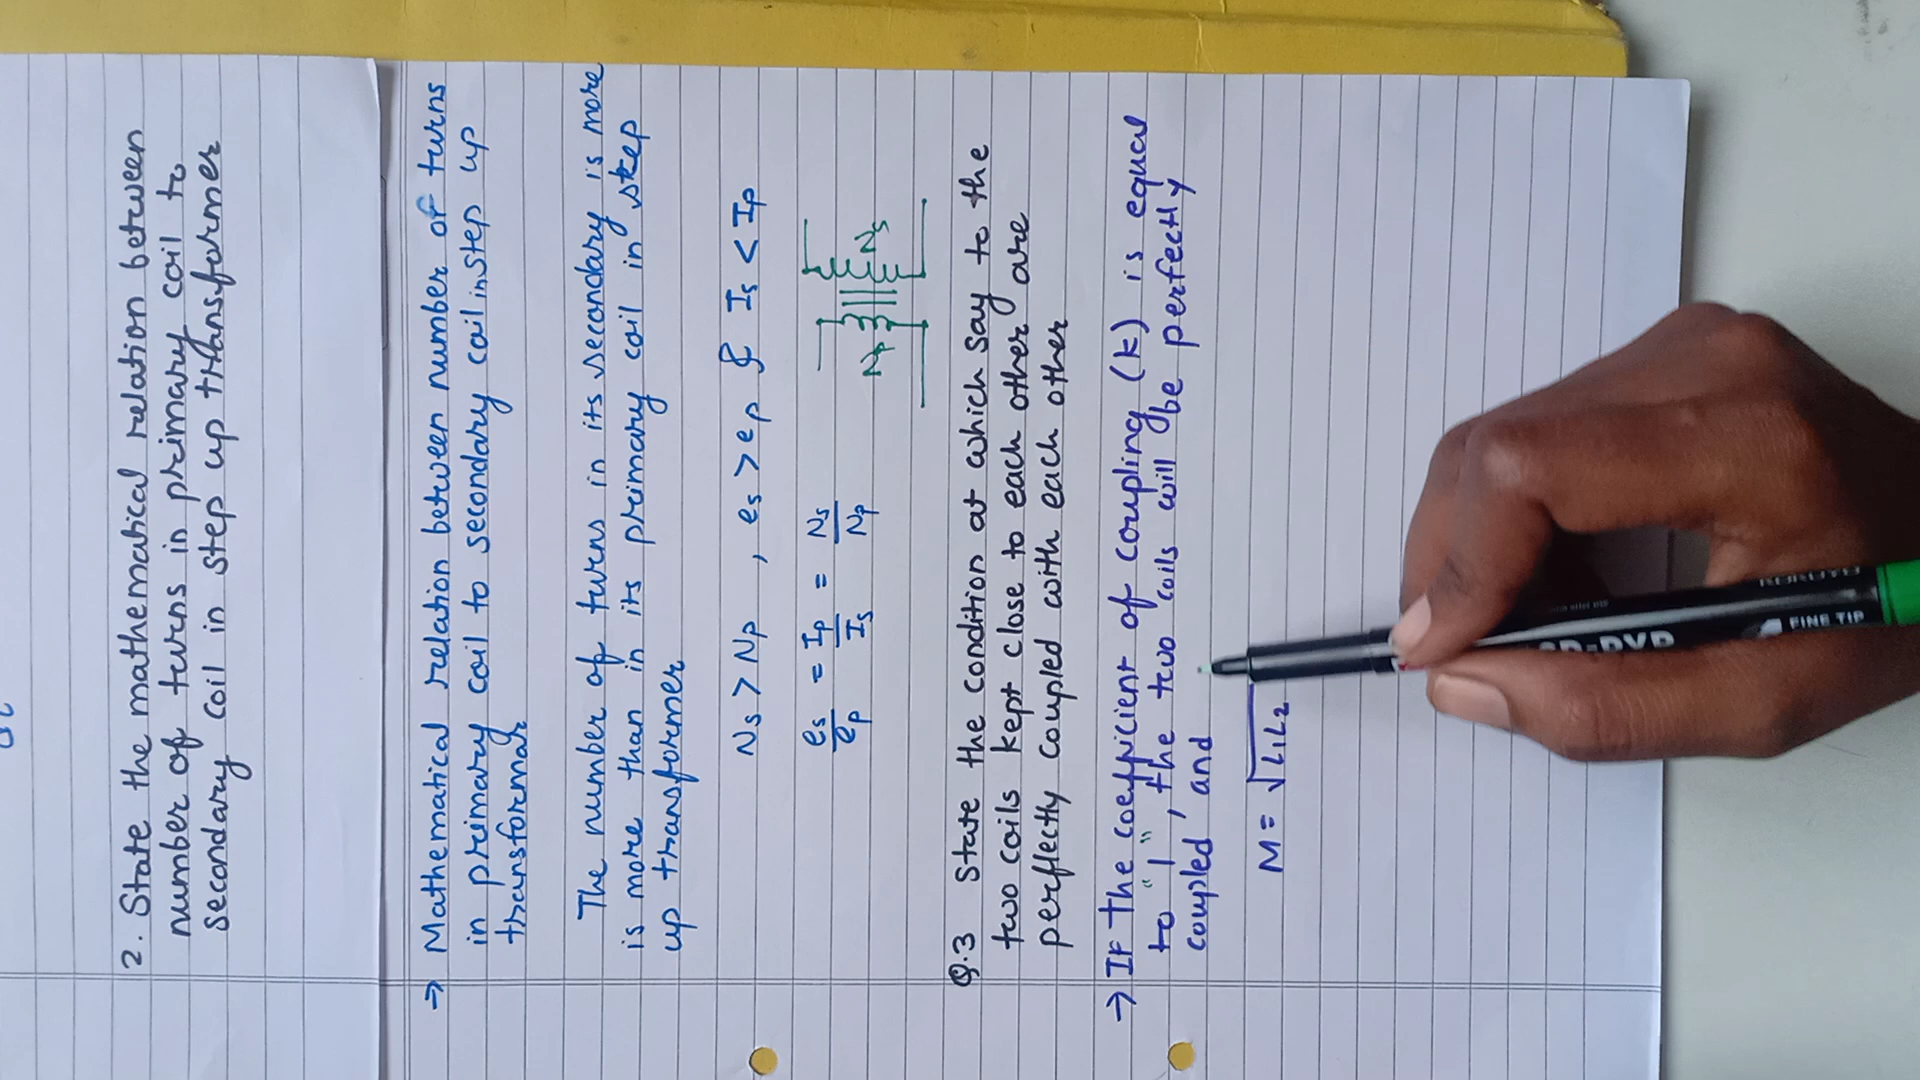 2. State the mathematical relation between
number of turns in primary coil to
secondary coil in step up transformer
→ Mathematical relation between number of turns
in primary coil to secondary coil in step up
transformar
The number of turns in its secondary is more
is more than in its primary coil in step
up transformer
Ns > Np , es > ep & Is < Ip
es/ep = Ip/Is = Ns/Np
Np Ns
Q.3 State the condition at which say to the
two coils kept close to each other are
perflectly coupled with each other
→ If the coefficient of coupling (k) is equal
to "1", the two coils will be perfectly
coupled and
M = √L1L2
FINE TIP